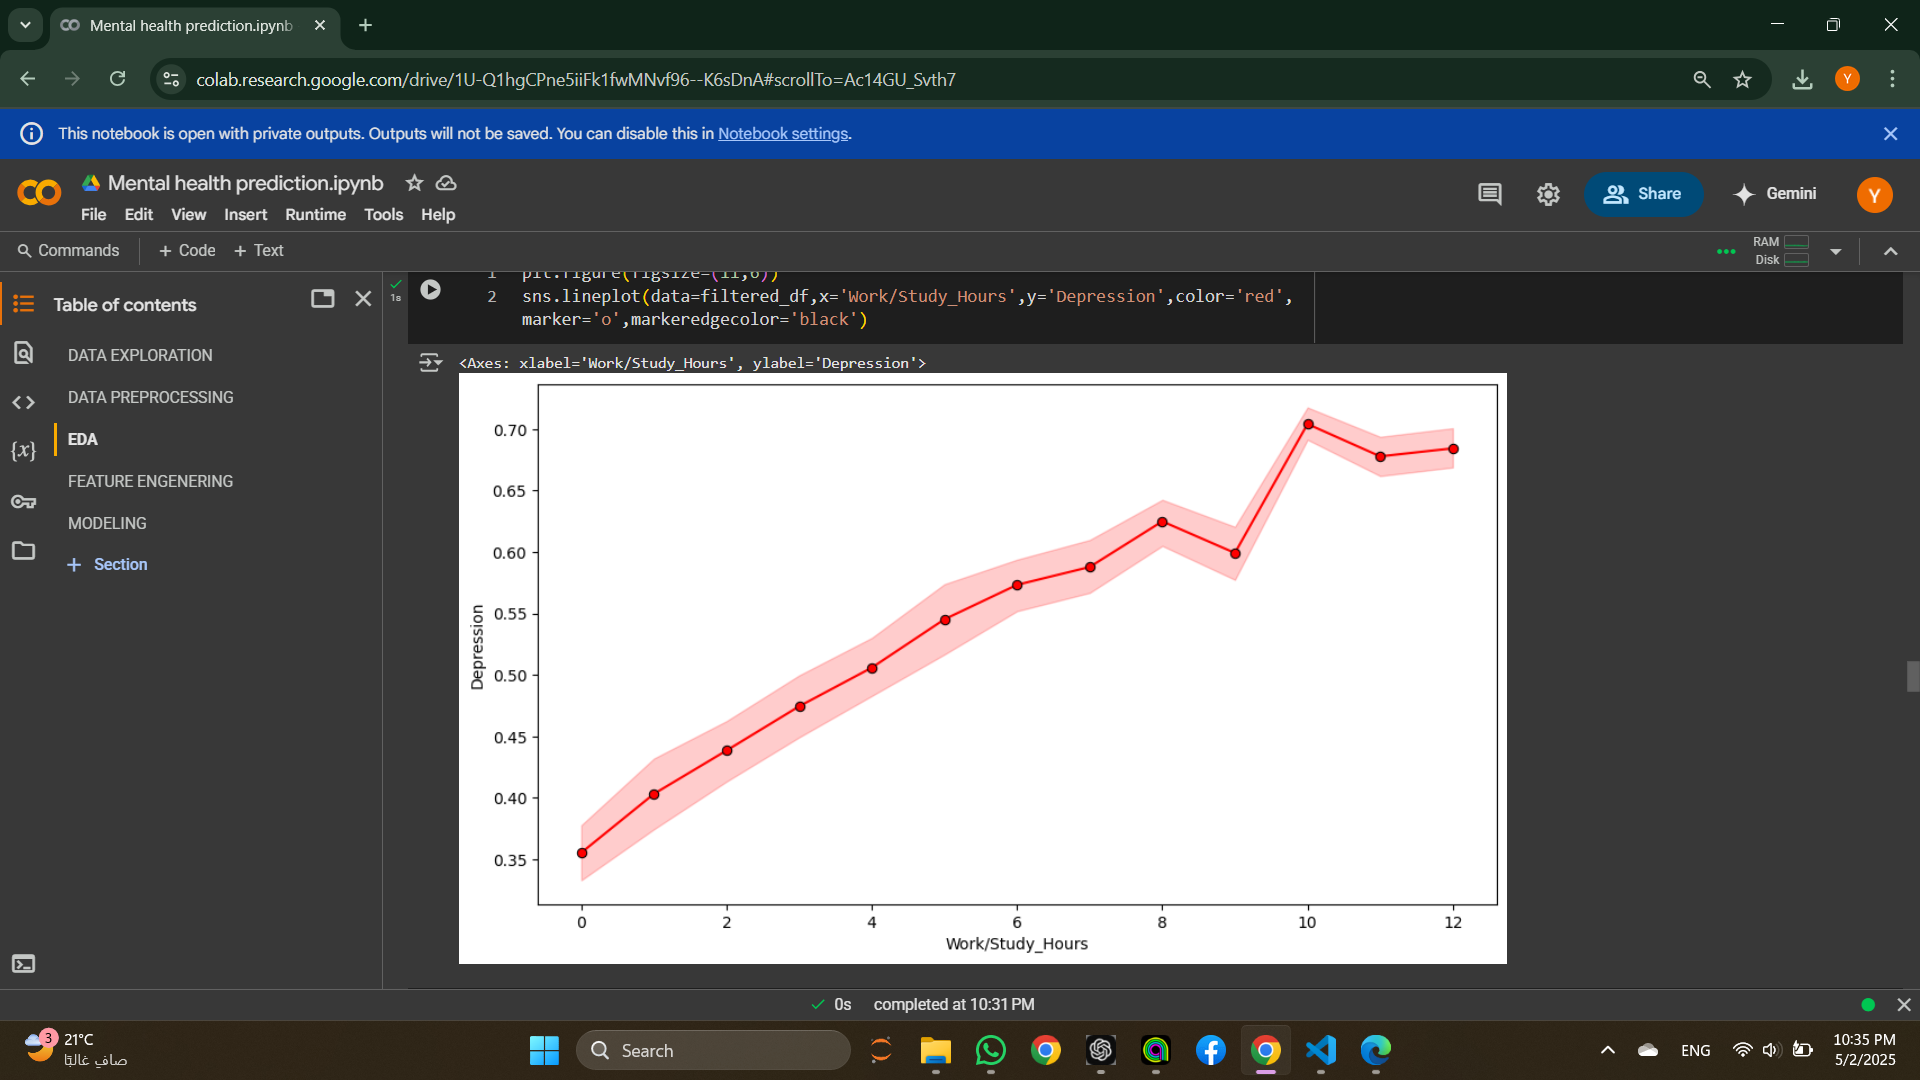 Mental health prediction.ipynb
colab.research.google.com/drive/1U-Q1hgCPne5iiFk1fwMNvf96--K6sDnA#scrollTo=Ac14GU_Svth7
Y
This notebook is open with private outputs. Outputs will not be saved. You can disable this in Notebook settings.
Mental health prediction.ipynb
File Edit View Insert Runtime Tools Help
Share
Gemini
Y
Commands + Code + Text
RAM
Disk
Table of contents
DATA EXPLORATION
DATA PREPROCESSING
EDA
FEATURE ENGENERING
MODELING
+ Section
{x}
1s
1 plt.figure(figsize=(11,6))
2 sns.lineplot(data=filtered_df,x='Work/Study_Hours',y='Depression',color='red',
marker='o',markeredgecolor='black')
<Axes: xlabel='Work/Study_Hours', ylabel='Depression'>
0.70
0.65
0.60
0.55
0.50
0.45
0.40
0.35
Depression
0 2 4 6 8 10 12
Work/Study_Hours
0s completed at 10:31 PM
3
21°C
صافٍ غالبًا
Search
ENG
10:35 PM
5/2/2025